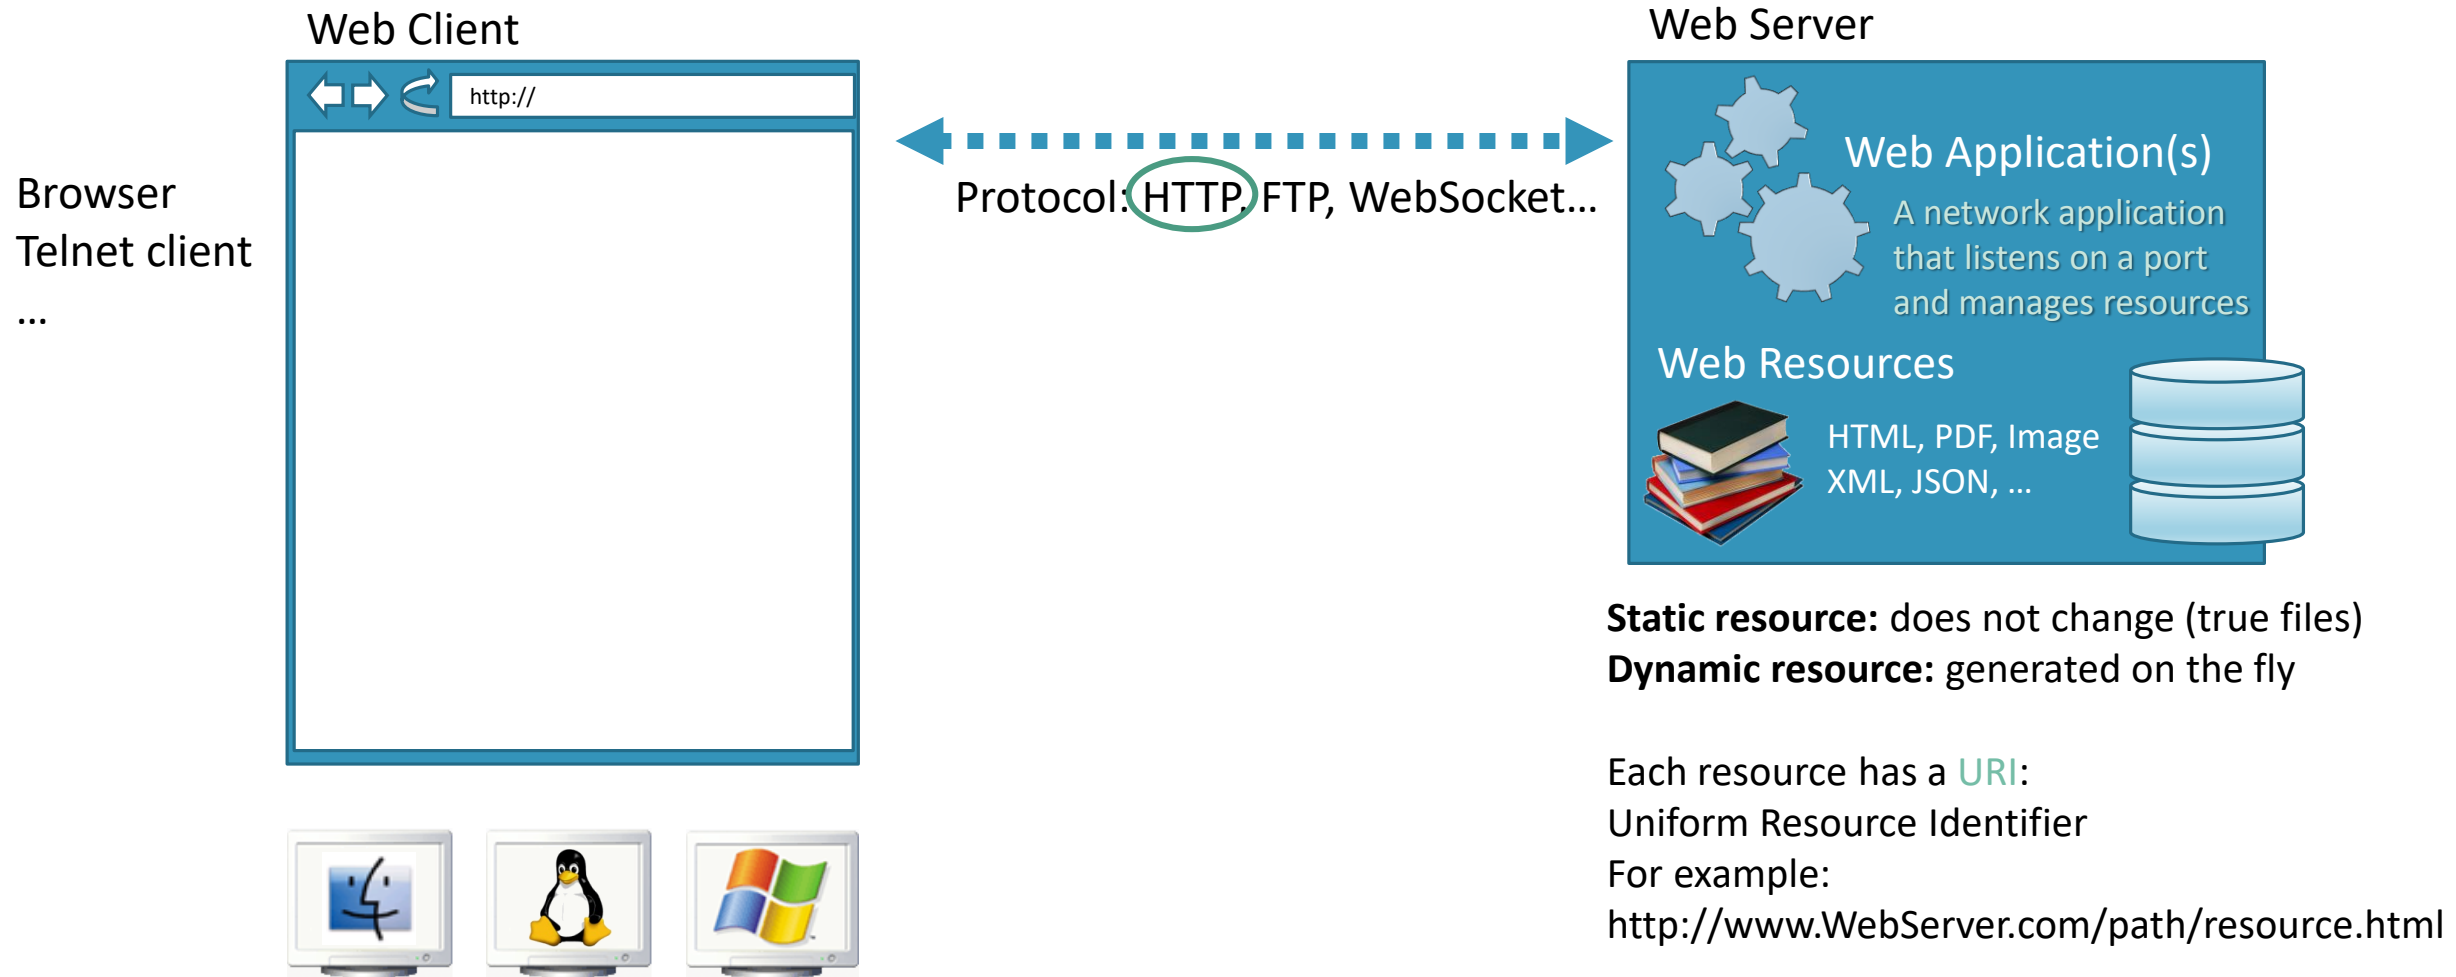 Web Client
http://
Browser
Telnet client
...
Protocol: HTTP, FTP, WebSocket...
Web Server
Web Application(s)
A network application
that listens on a port
and manages resources
Web Resources
HTML, PDF, Image
XML, JSON, ...
Static resource: does not change (true files)
Dynamic resource: generated on the fly
Each resource has a URI:
Uniform Resource Identifier
For example:
http://www.WebServer.com/path/resource.html